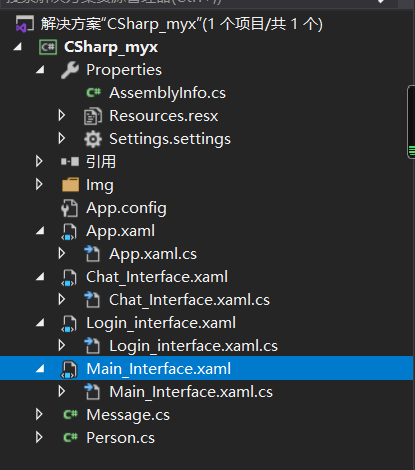 解决方案"CSharp_myx"(1 个项目/共 1 个)
C# CSharp_myx
Properties
C# AssemblyInfo.cs
Resources.resx
Settings.settings
引用
Img
App.config
App.xaml
App.xaml.cs
Chat_Interface.xaml
Chat_Interface.xaml.cs
Login_interface.xaml
Login_interface.xaml.cs
Main_Interface.xaml
Main_Interface.xaml.cs
C# Message.cs
C# Person.cs